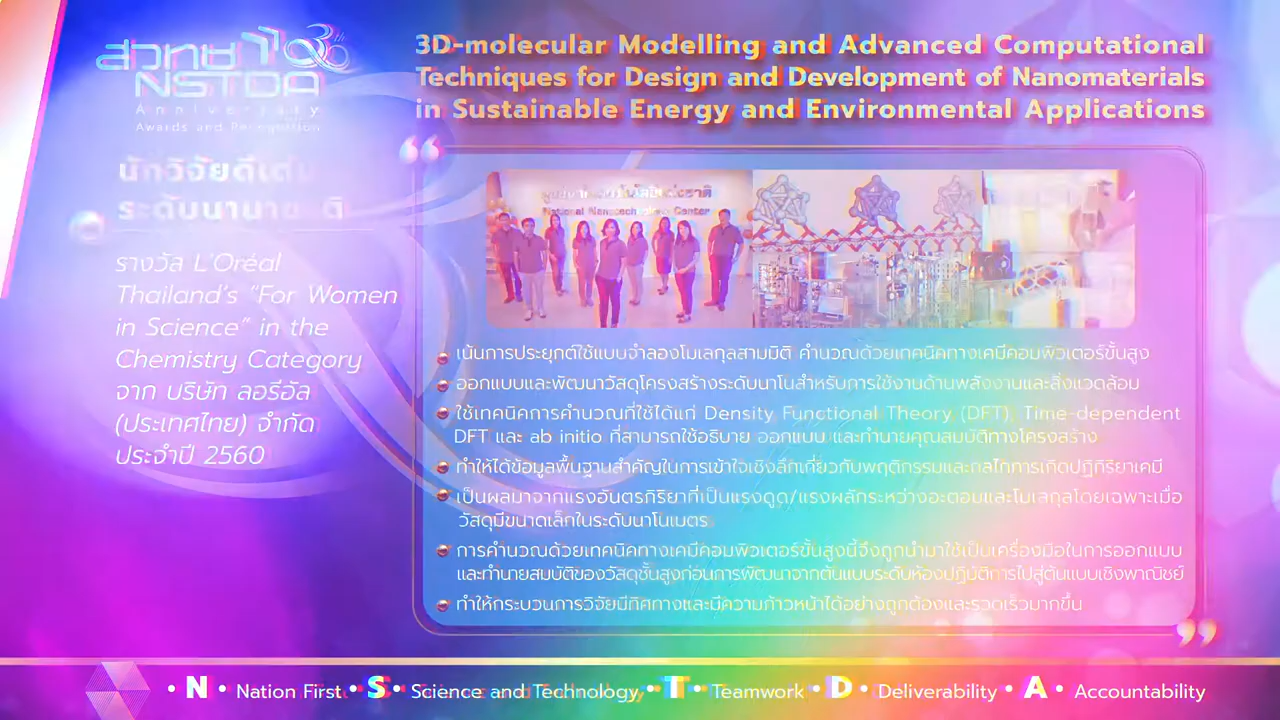 สวทช
NSTDA
Anniversary
Awards and Recognition
นักวิจัยดีเด่น
ระดับนานาชาติ
รางวัล L'Oréal
Thailand's "For Women
in Science" in the
Chemistry Category
จาก บริษัท ลอรีอัล
(ประเทศไทย) จำกัด
ประจำปี 2560
3D-molecular Modelling and Advanced Computational
Techniques for Design and Development of Nanomaterials
in Sustainable Energy and Environmental Applications
National Nanotechnology Center
เน้นการประยุกต์ใช้แบบจำลองโมเลกุลสามมิติ คำนวณด้วยเทคนิคทางเคมีคอมพิวเตอร์ขั้นสูง
ออกแบบและพัฒนาวัสดุโครงสร้างระดับนาโนสำหรับการใช้งานด้านพลังงานและสิ่งแวดล้อม
ใช้เทคนิคการคำนวณที่ใช้ได้แก่ Density Functional Theory (DFT), Time-dependent
DFT และ ab initio ที่สามารถใช้อธิบาย ออกแบบ และทำนายคุณสมบัติทางโครงสร้าง
ทำให้ได้ข้อมูลพื้นฐานสำคัญในการเข้าใจเชิงลึกเกี่ยวกับพฤติกรรมและกลไกการเกิดปฏิกิริยาเคมี
เป็นผลมาจากแรงอันตรกิริยาที่เป็นแรงดูด/แรงผลักระหว่างอะตอมและโมเลกุลโดยเฉพาะเมื่อ
วัสดุมีขนาดเล็กในระดับนาโนเมตร
การคำนวณด้วยเทคนิคทางเคมีคอมพิวเตอร์ขั้นสูงนี้จึงถูกนำมาใช้เป็นเครื่องมือในการออกแบบ
และทำนายสมบัติของวัสดุชั้นสูงก่อนการพัฒนาจากต้นแบบระดับห้องปฏิบัติการไปสู่ต้นแบบเชิงพาณิชย์
ทำให้กระบวนการวิจัยมีทิศทางและมีความก้าวหน้าได้อย่างถูกต้องและรวดเร็วมากขึ้น
• N • Nation First • S • Science and Technology • T • Teamwork • D • Deliverability • A • Accountability